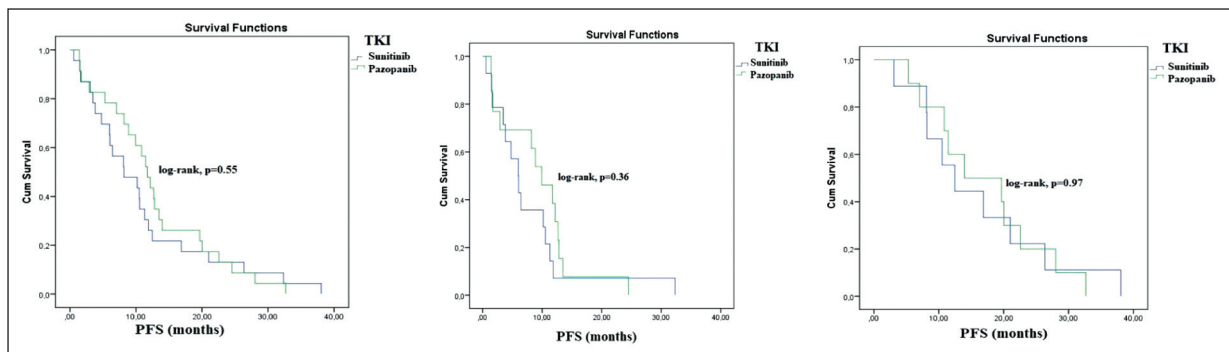 Survival Functions
TKI
Sunitinib
Pazopanib
1,0
0,8
0,6
0,4
0,2
0,0
Cum Survival
log-rank, p=0.55
,00
10,00
20,00
30,00
40,00
PFS (months)
Survival Functions
TKI
Sunitinib
Pazopanib
1,0
0,8
0,6
0,4
0,2
0,0
Cum Survival
log-rank, p=0.36
,00
10,00
20,00
30,00
40,00
PFS (months)
Survival Functions
TKI
Sunitinib
Pazopanib
1,0
0,8
0,6
0,4
0,2
0,0
Cum Survival
log-rank, p=0.97
,00
10,00
20,00
30,00
40,00
PFS (months)